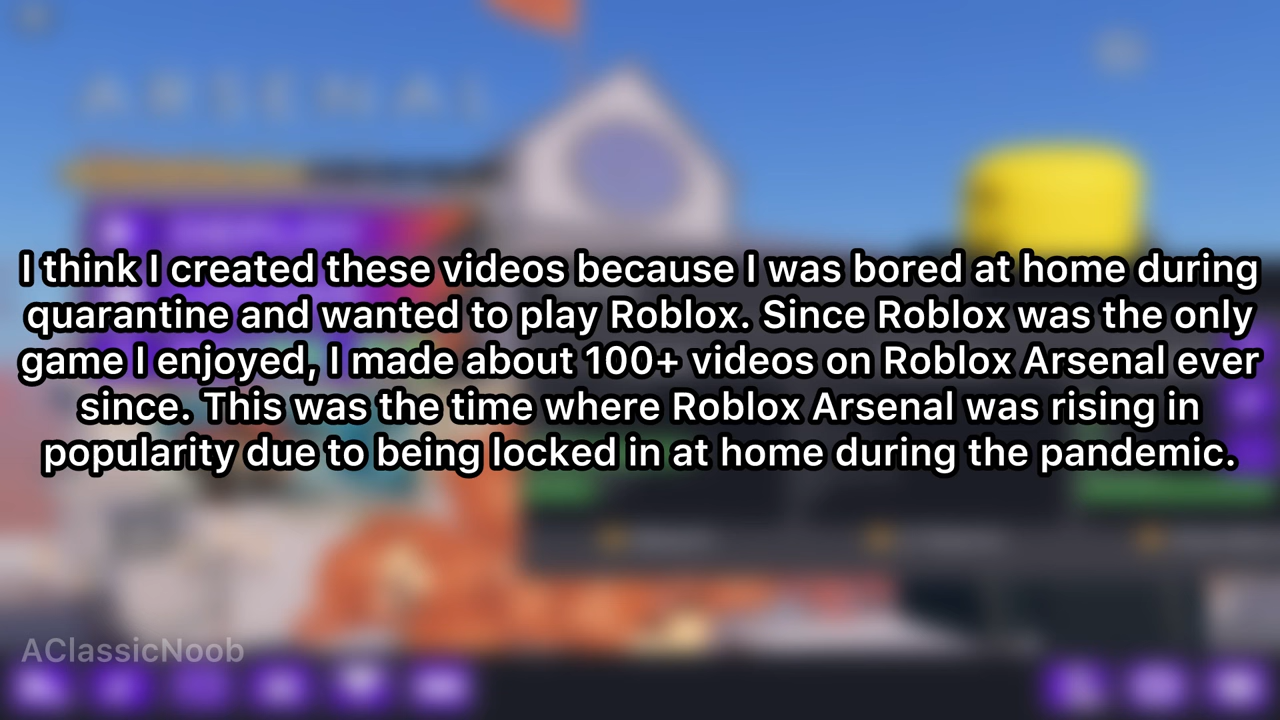 ARSENAL
I think I created these videos because I was bored at home during
quarantine and wanted to play Roblox. Since Roblox was the only
game I enjoyed, I made about 100+ videos on Roblox Arsenal ever
since. This was the time where Roblox Arsenal was rising in
popularity due to being locked in at home during the pandemic.
AClassicNoob